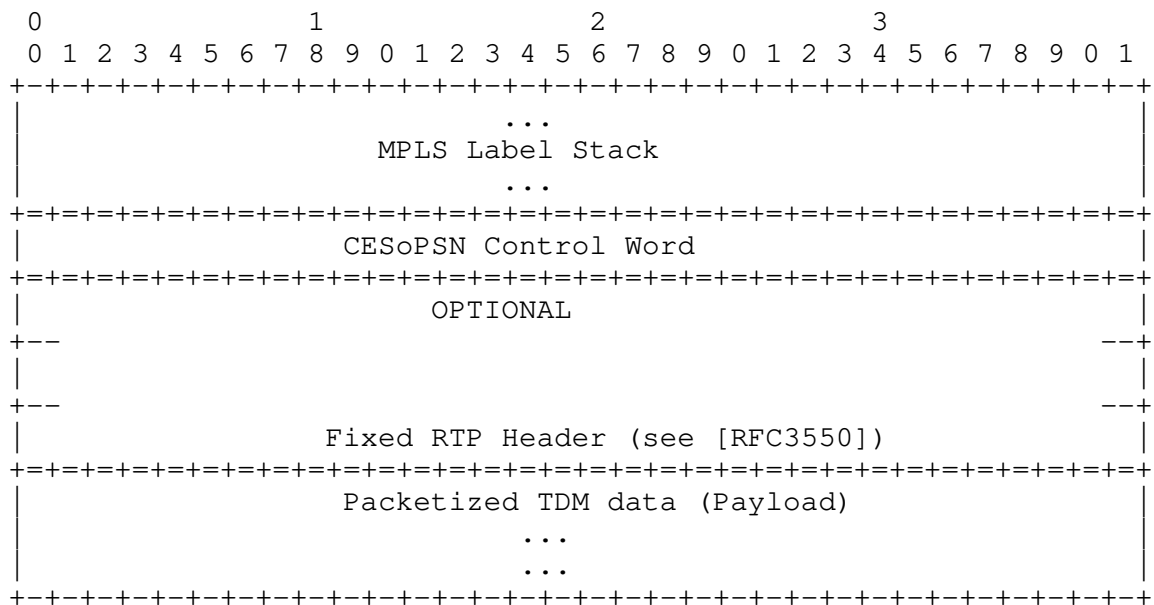 0                   1                   2                   3
 0 1 2 3 4 5 6 7 8 9 0 1 2 3 4 5 6 7 8 9 0 1 2 3 4 5 6 7 8 9 0 1
+-+-+-+-+-+-+-+-+-+-+-+-+-+-+-+-+-+-+-+-+-+-+-+-+-+-+-+-+-+-+-+-+
|                           ...                                 |
|                    MPLS Label Stack                           |
|                           ...                                 |
+=+=+=+=+=+=+=+=+=+=+=+=+=+=+=+=+=+=+=+=+=+=+=+=+=+=+=+=+=+=+=+=+
|                  CESoPSN Control Word                         |
+=+=+=+=+=+=+=+=+=+=+=+=+=+=+=+=+=+=+=+=+=+=+=+=+=+=+=+=+=+=+=+=+
|                       OPTIONAL                                |
+--                                                           --+
|                                                               |
+--                                                           --+
|                 Fixed RTP Header (see [RFC3550])              |
+=+=+=+=+=+=+=+=+=+=+=+=+=+=+=+=+=+=+=+=+=+=+=+=+=+=+=+=+=+=+=+=+
|                  Packetized TDM data (Payload)                |
|                            ...                                |
|                            ...                                |
+-+-+-+-+-+-+-+-+-+-+-+-+-+-+-+-+-+-+-+-+-+-+-+-+-+-+-+-+-+-+-+-+